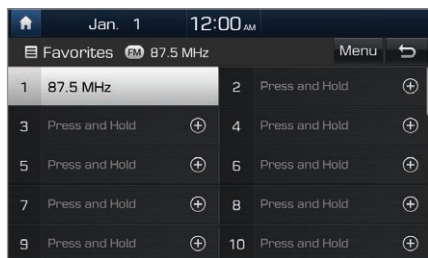 Jan. 1 12:00 AM
Favorites FM 87.5 MHz Menu
1 87.5 MHz 2 Press and Hold
3 Press and Hold 4 Press and Hold
5 Press and Hold 6 Press and Hold
7 Press and Hold 8 Press and Hold
9 Press and Hold 10 Press and Hold